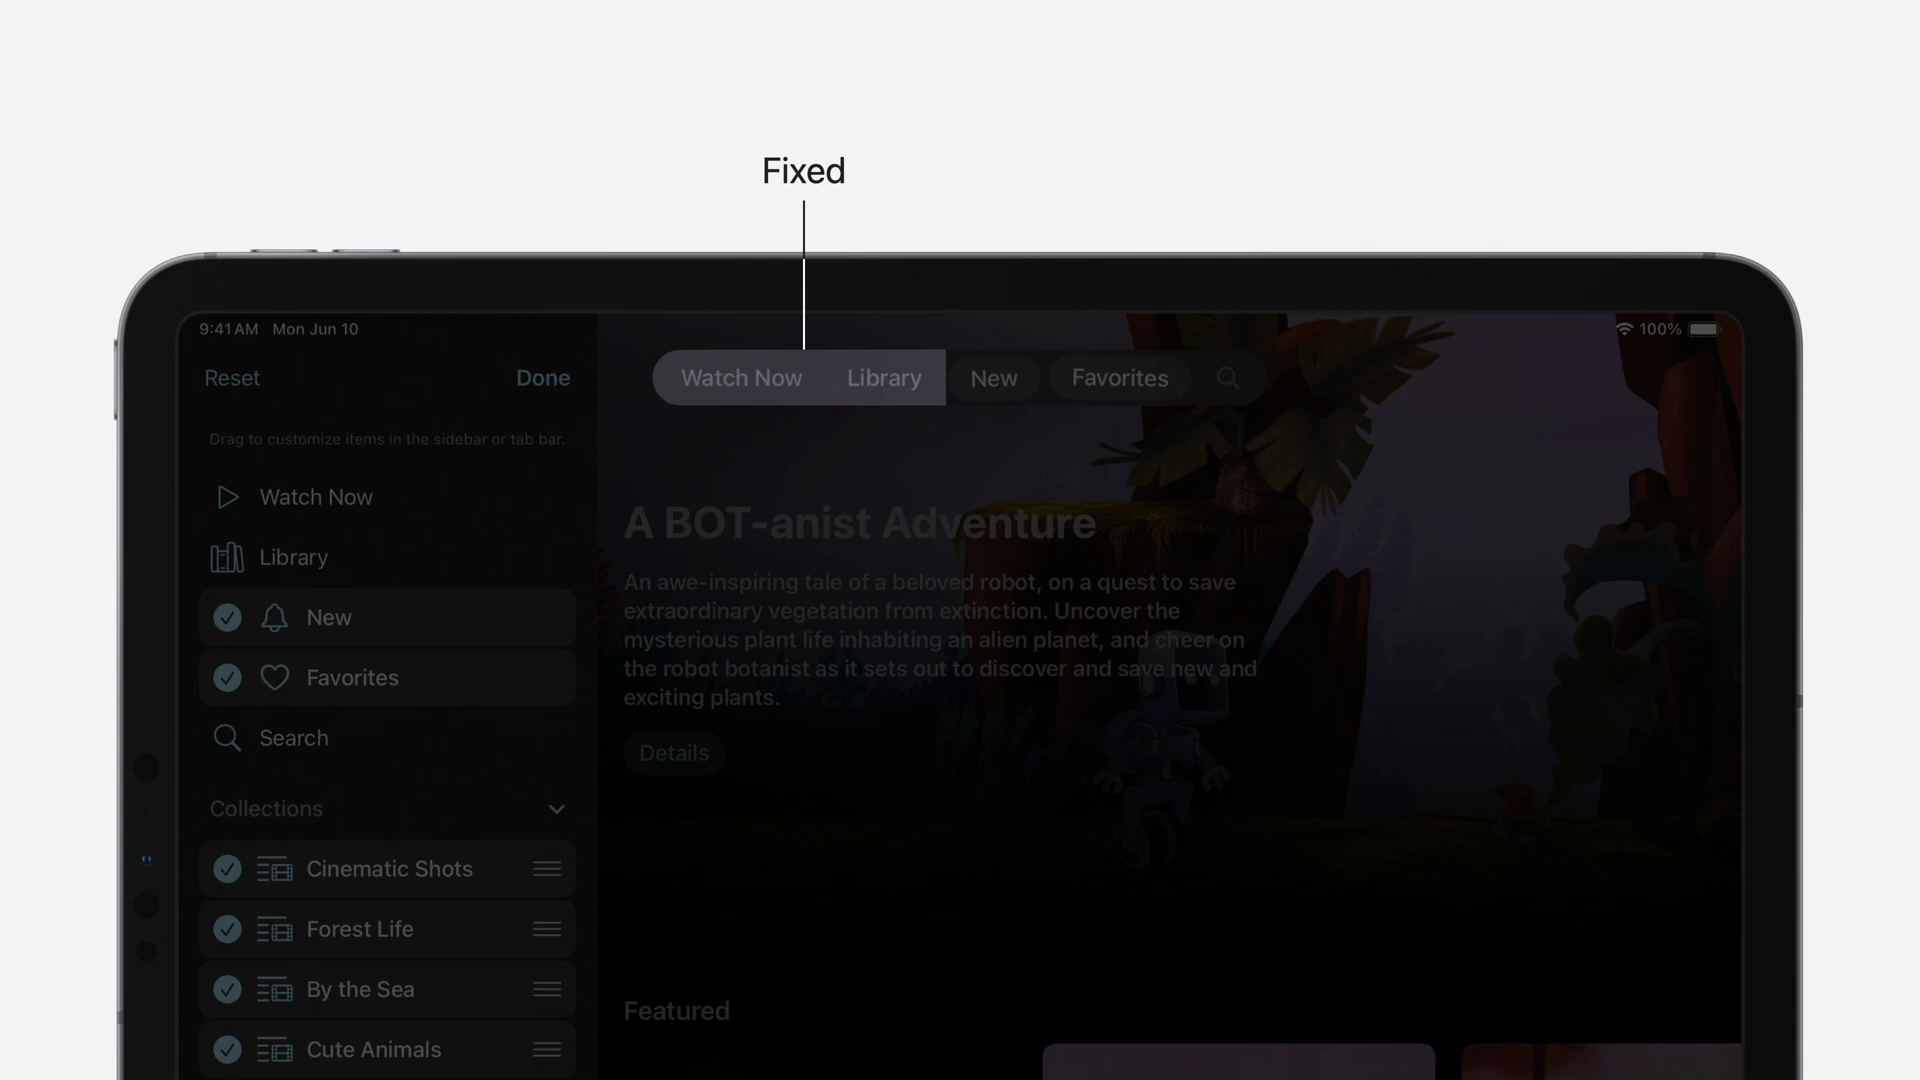 Fixed
9:41 AM Mon Jun 10
100%
Reset
Done
Watch Now
Library
New
Favorites
Drag to customize items in the sidebar or tab bar.
Watch Now
Library
New
Favorites
Search
Collections
Cinematic Shots
Forest Life
By the Sea
Cute Animals
A BOT-anist Adventure
An awe-inspiring tale of a beloved robot, on a quest to save
extraordinary vegetation from extinction. Uncover the
mysterious plant life inhabiting an alien planet, and cheer on
the robot botanist as it sets out to discover and save new and
exciting plants.
Details
Featured